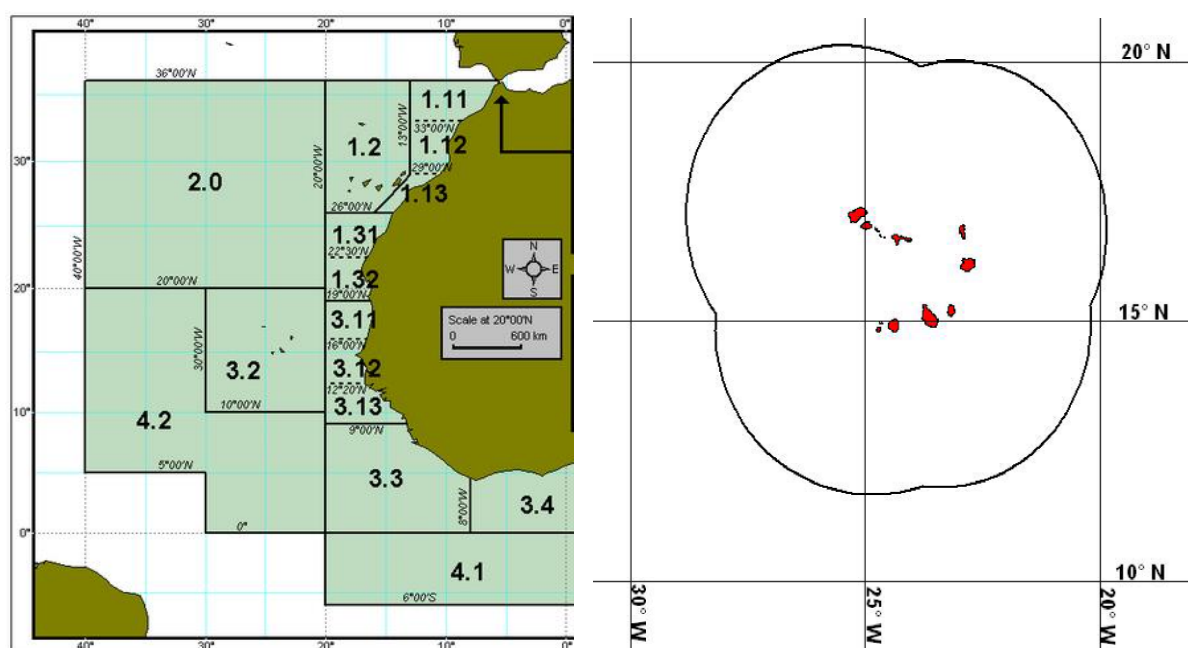 40° 30° 20° 10° 0°
36°00'N
1.11
13°00'W
33°00'N
1.2
1.12
30°
20°00'W
29°00'N
2.0
1.13
26°00'N
1.31
22°30'N
40°00'W
N
W E
S
1.32
20°
20°00'N
19°00'N
3.11
Scale at 20°00'N
0 600 km
16°00'N
30°00'W
3.2
3.12
12°20'N
10°
10°00'N
3.13
4.2
9°00'N
5°00'N
3.3
8°00'W
3.4
0°
0°
4.1
6°00'S
40° 30° 20° 10° 0°
20° N
15° N
10° N
30° W
25° W
20° W